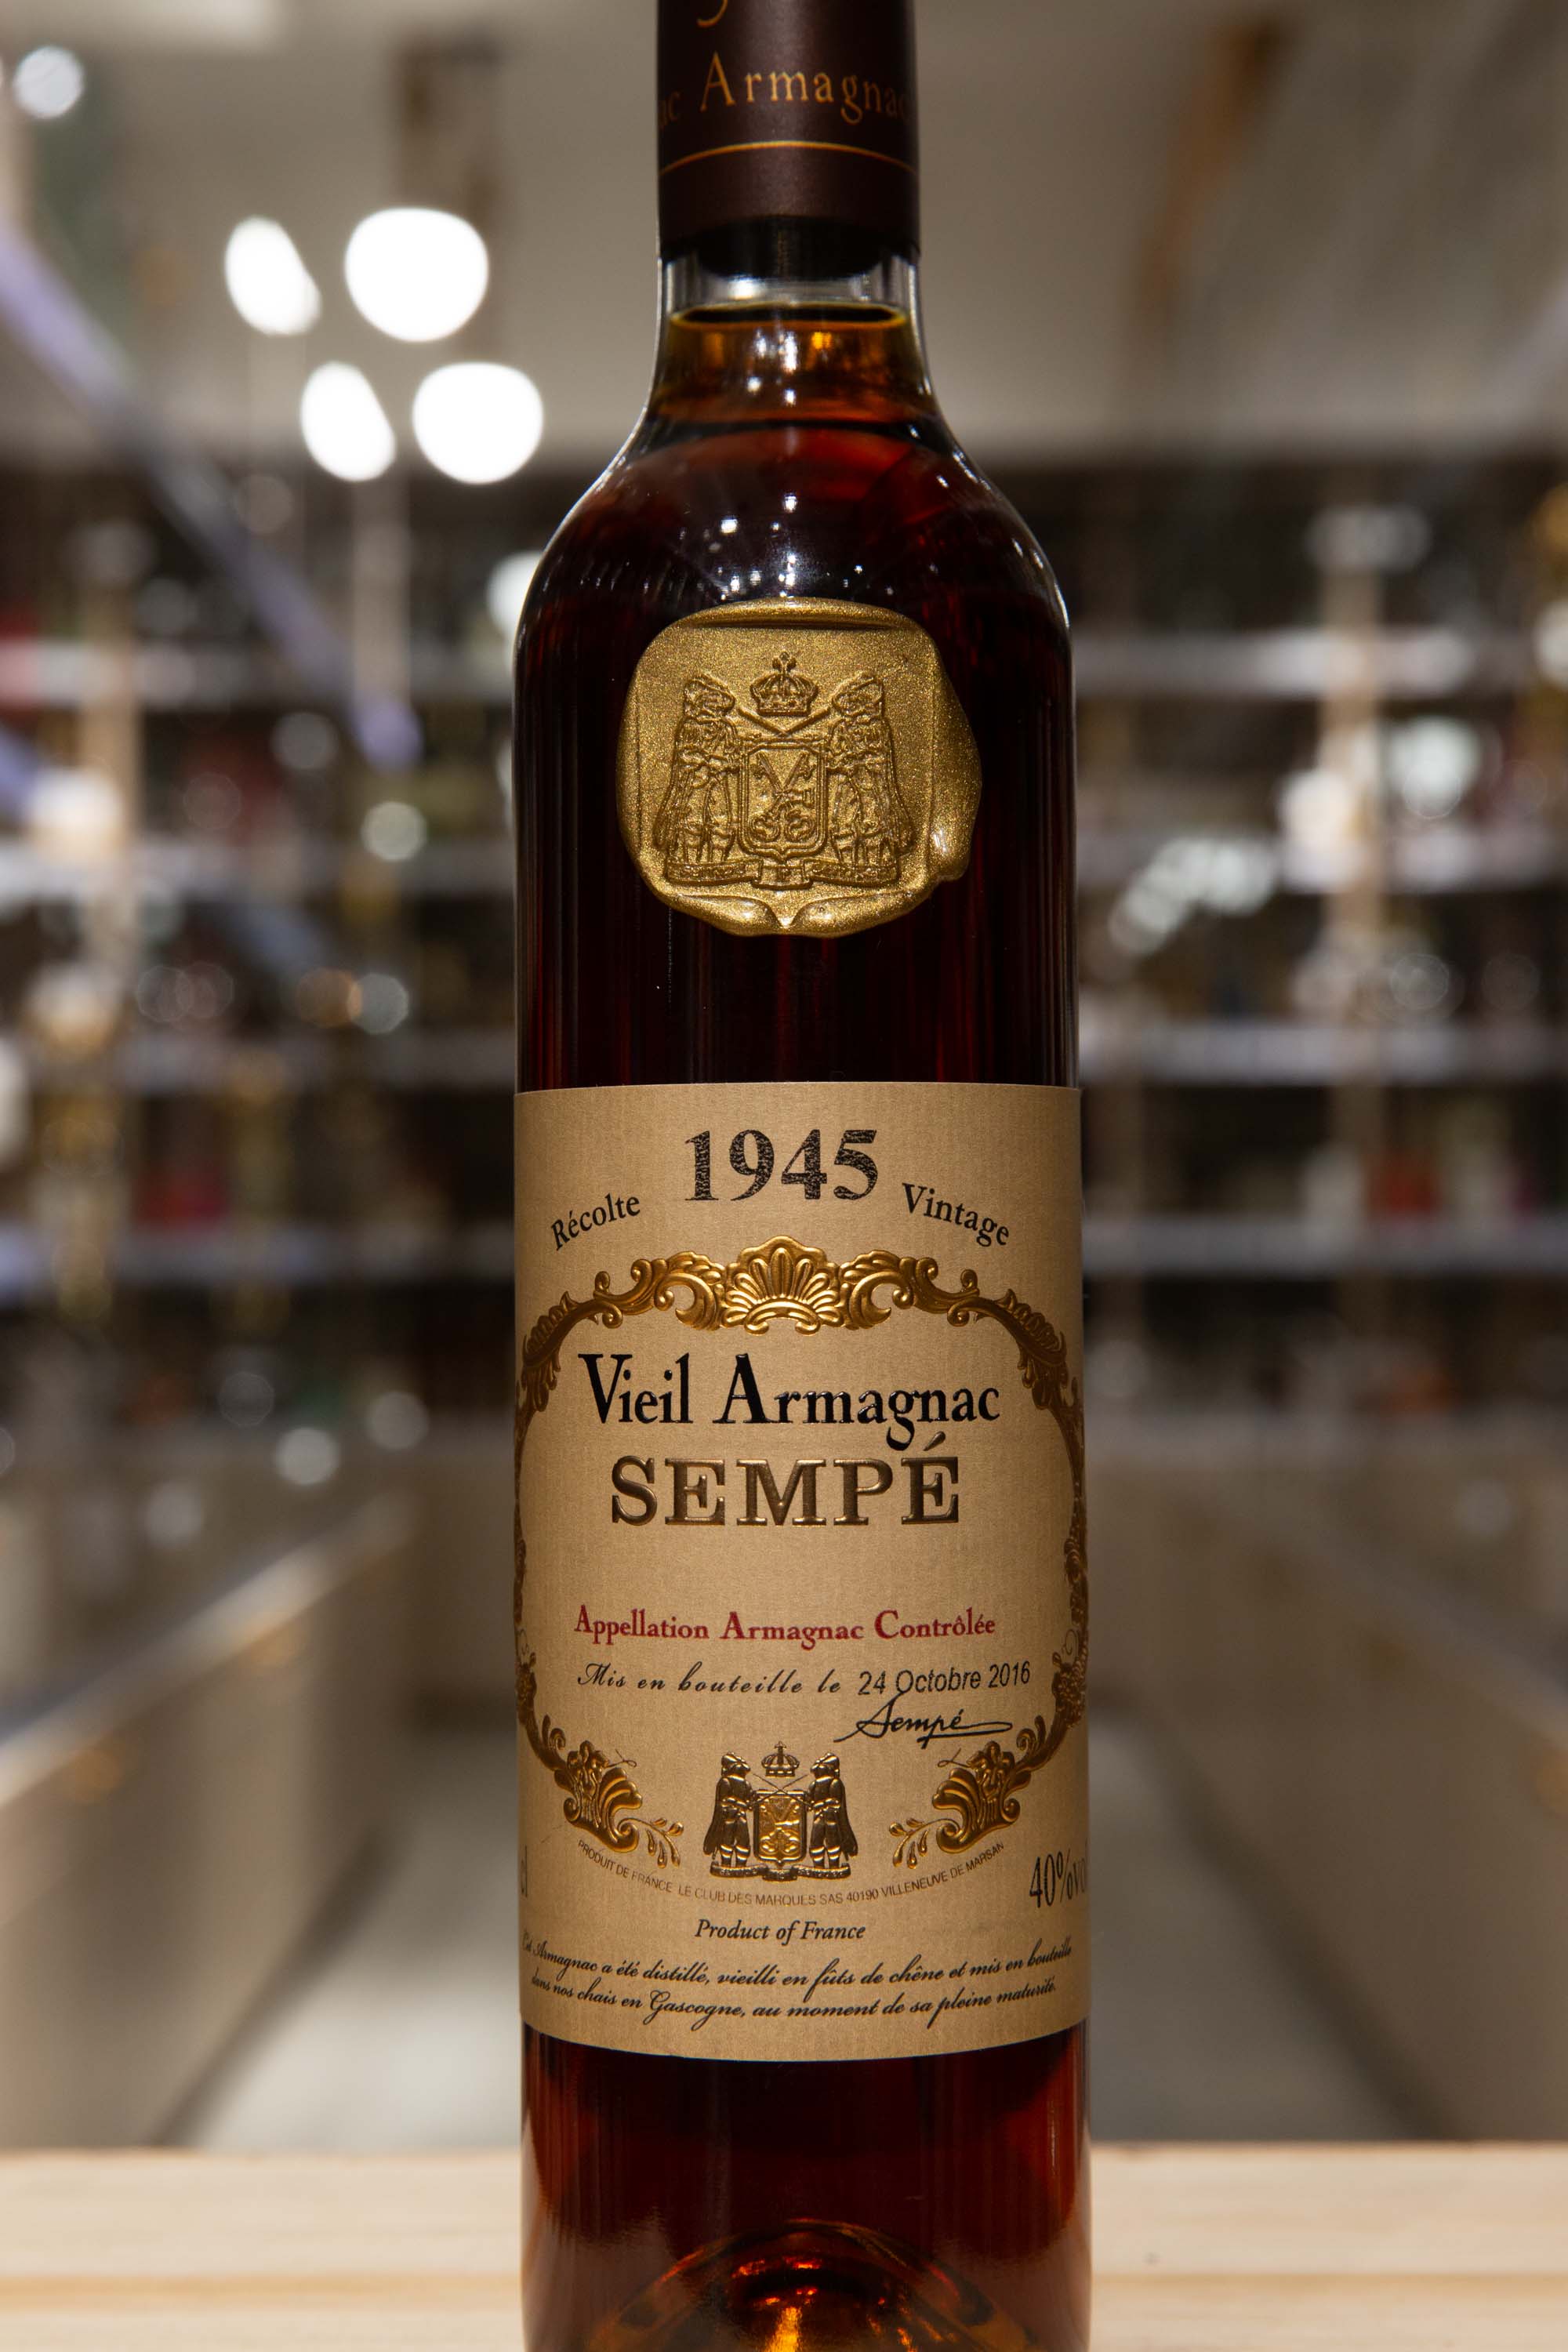 Armagnac
1945
Récolte Vintage
Vieil Armagnac
SEMPÉ
Appellation Armagnac Contrôlée
Mis en bouteille le 24 Octobre 2016
Sempé
PRODUIT DE FRANCE LE CLUB DES MARQUES SAS 40190 VILLENEUVE DE MARSAN
cl
40%vol
Product of France
Cet Armagnac a été distillé, vieilli en fûts de chêne et mis en bouteille
dans nos chais en Gascogne, au moment de sa pleine maturité.